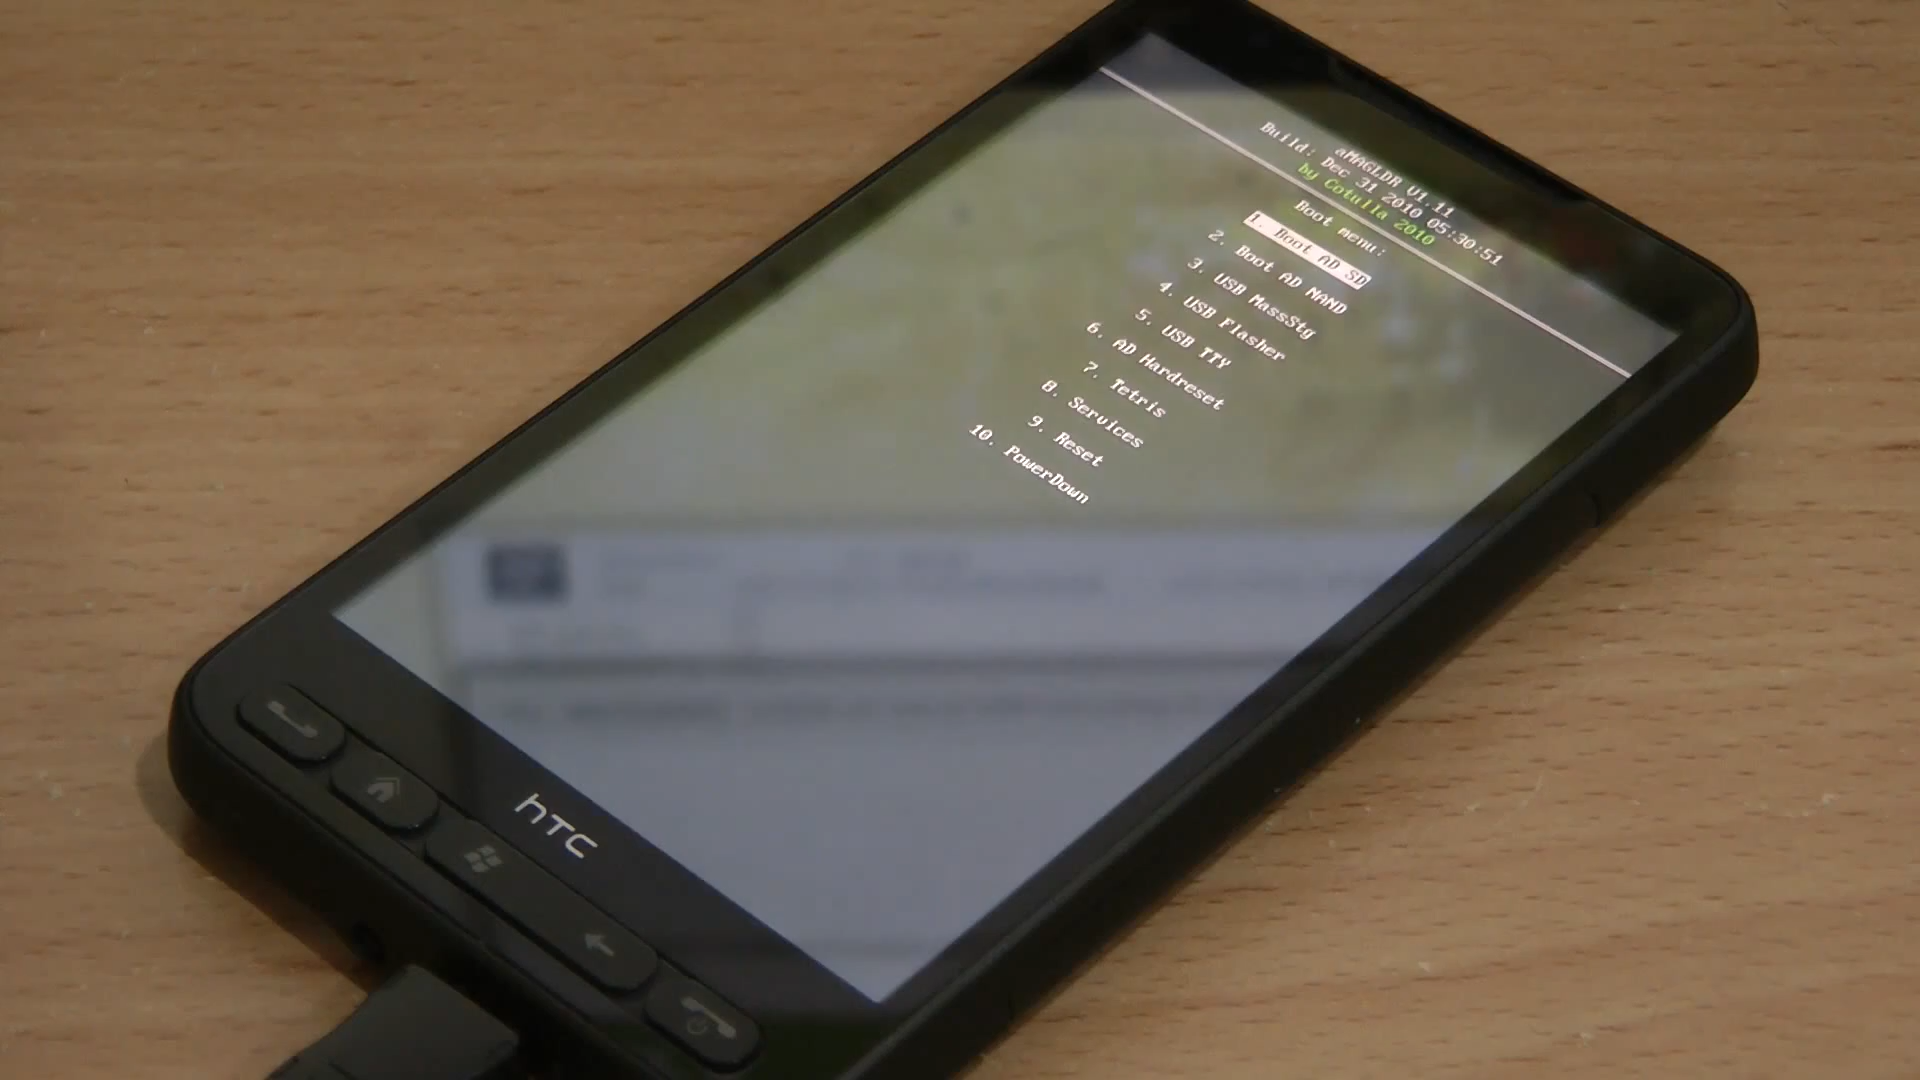 aMAGLDR V1.11
Build: Dec 31 2010 05:30:51
by Cotulla 2010
Boot menu:
1. Boot AD SD
2. Boot AD NAND
3. USB MassStg
4. USB Flasher
5. USB TTY
6. AD Hardreset
7. Tetris
8. Services
9. Reset
10. PowerDown
hTC